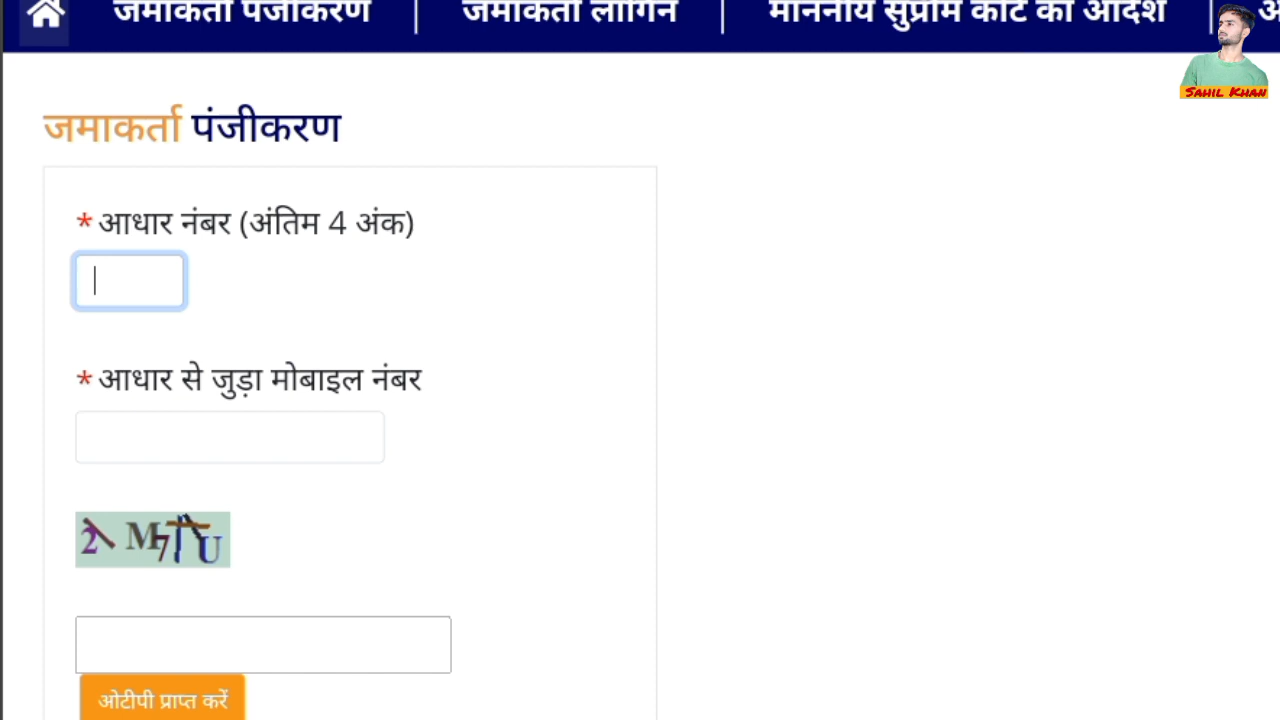 जमाकर्ता पंजीकरण | जमाकर्ता लॉगिन | माननीय सुप्रीम कोर्ट का आदेश |
SAHIL KHAN
जमाकर्ता पंजीकरण
* आधार नंबर (अंतिम 4 अंक)
* आधार से जुड़ा मोबाइल नंबर
ओटीपी प्राप्त करें